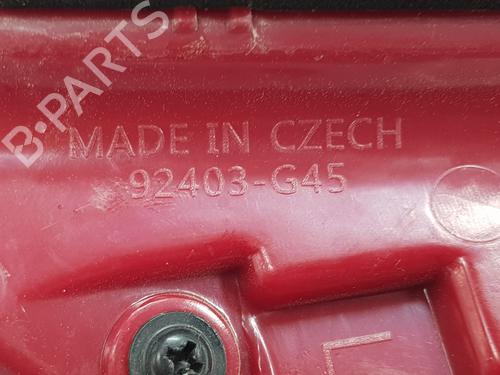 B-PARTS
MADE IN CZECH
92403-G45
L